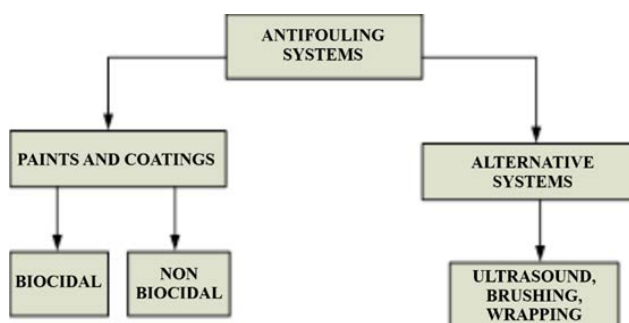 ANTIFOULING
SYSTEMS
PAINTS AND COATINGS
ALTERNATIVE
SYSTEMS
BIOCIDAL
NON
BIOCIDAL
ULTRASOUND,
BRUSHING,
WRAPPING